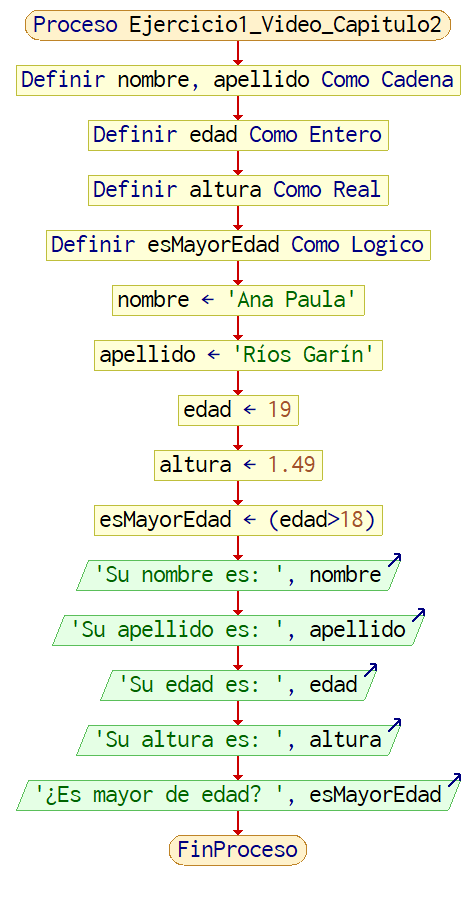 Proceso Ejercicio1_Video_Capitulo2
Definir nombre, apellido Como Cadena
Definir edad Como Entero
Definir altura Como Real
Definir esMayorEdad Como Logico
nombre ← 'Ana Paula'
apellido ← 'Ríos Garín'
edad ← 19
altura ← 1.49
esMayorEdad ← (edad>18)
'Su nombre es: ', nombre
'Su apellido es: ', apellido
'Su edad es: ', edad
'Su altura es: ', altura
'¿Es mayor de edad? ', esMayorEdad
FinProceso